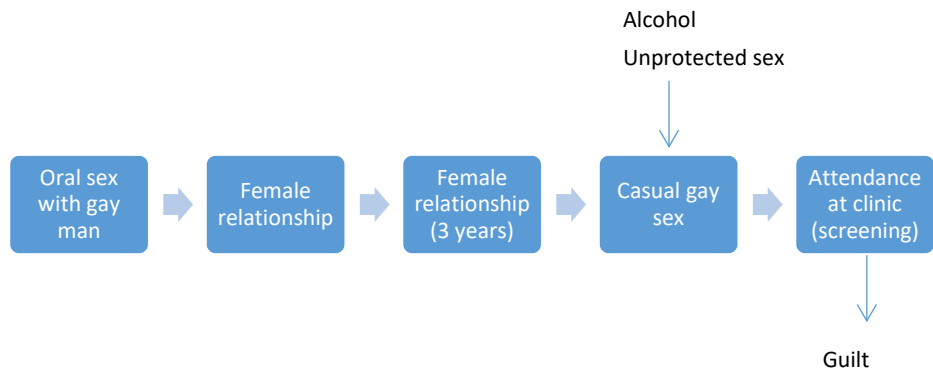 Alcohol
Unprotected sex
Oral sex
with gay
man
Female
relationship
Female
relationship
(3 years)
Casual gay
sex
Attendance
at clinic
(screening)
Guilt